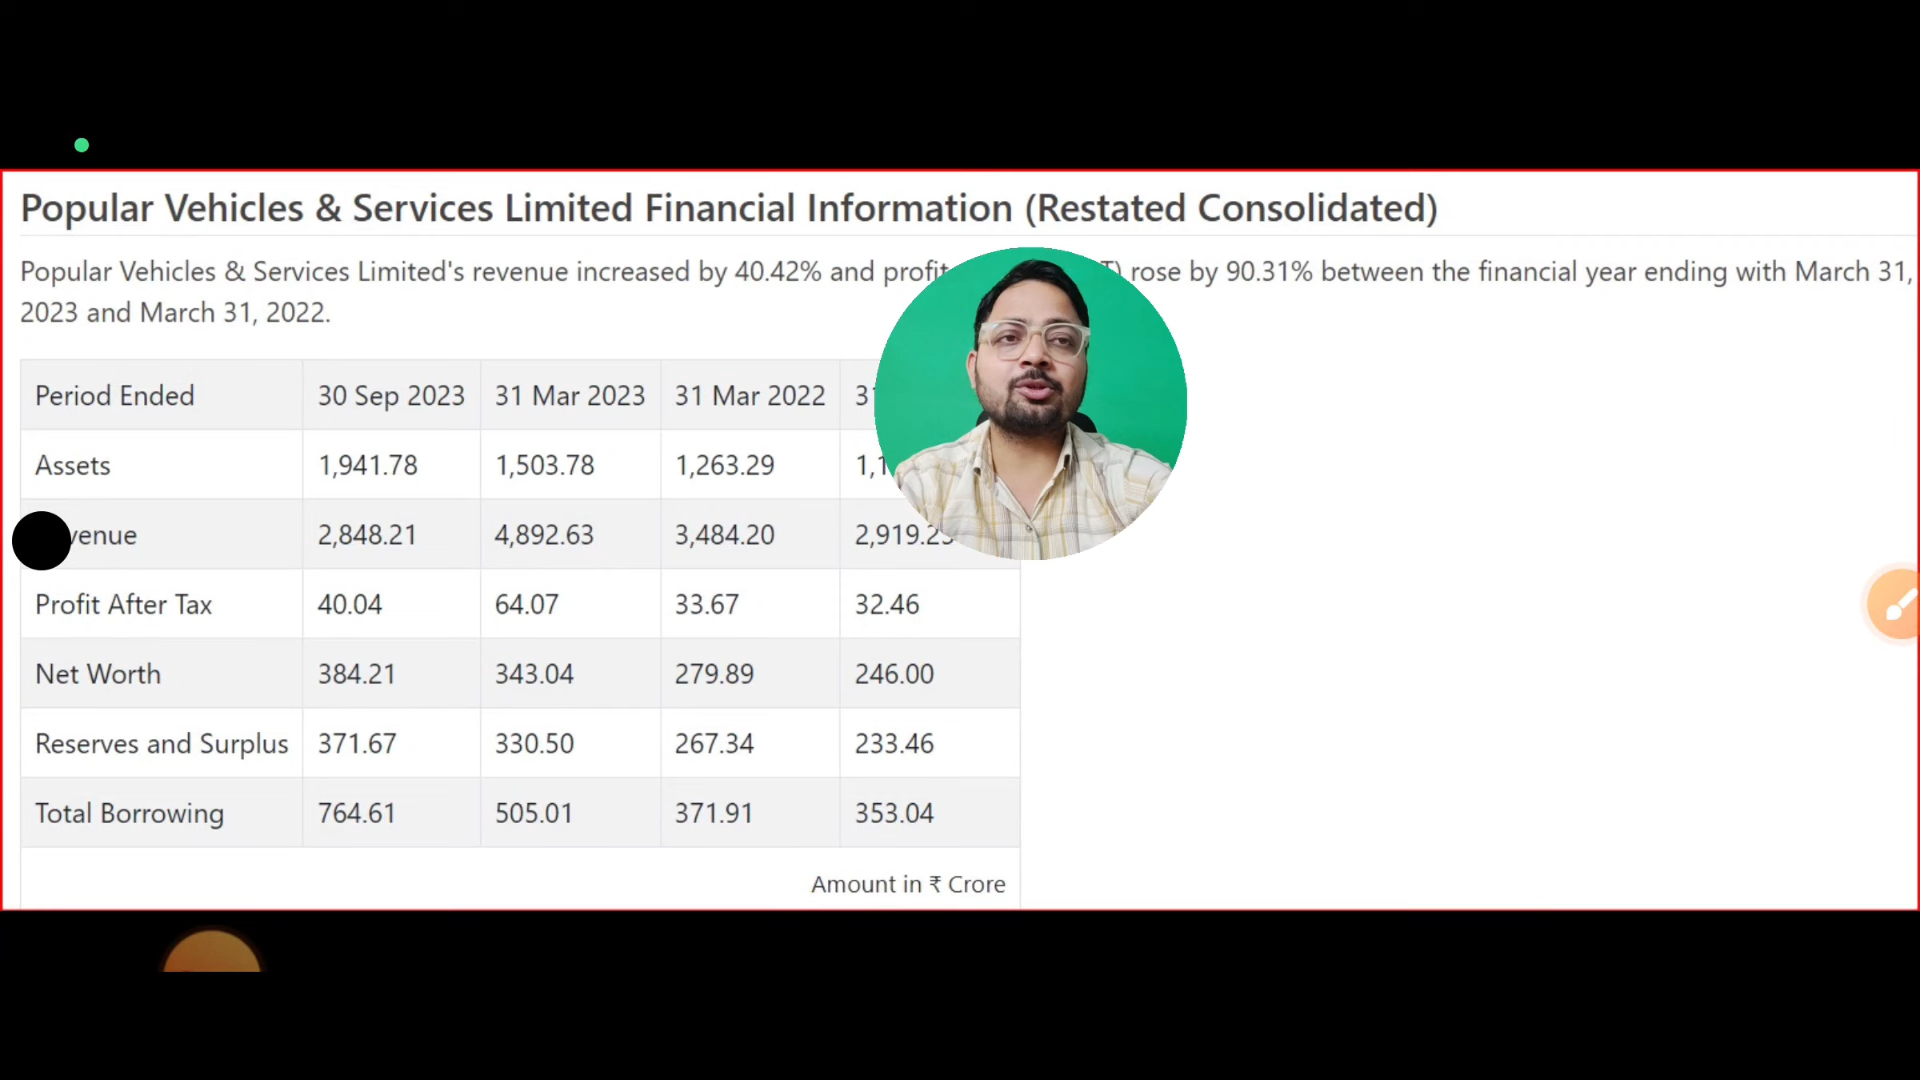 Popular Vehicles & Services Limited Financial Information (Restated Consolidated)
Popular Vehicles & Services Limited's revenue increased by 40.42% and profit rose by 90.31% between the financial year ending with March 31,
2023 and March 31, 2022.
Period Ended 30 Sep 2023 31 Mar 2023 31 Mar 2022
Assets 1,941.78 1,503.78 1,263.29
2,848.21 4,892.63 3,484.20
Profit After Tax 40.04 64.07 33.67 32.46
Net Worth 384.21 343.04 279.89 246.00
Reserves and Surplus 371.67 330.50 267.34 233.46
Total Borrowing 764.61 505.01 371.91 353.04
Amount in ₹ Crore